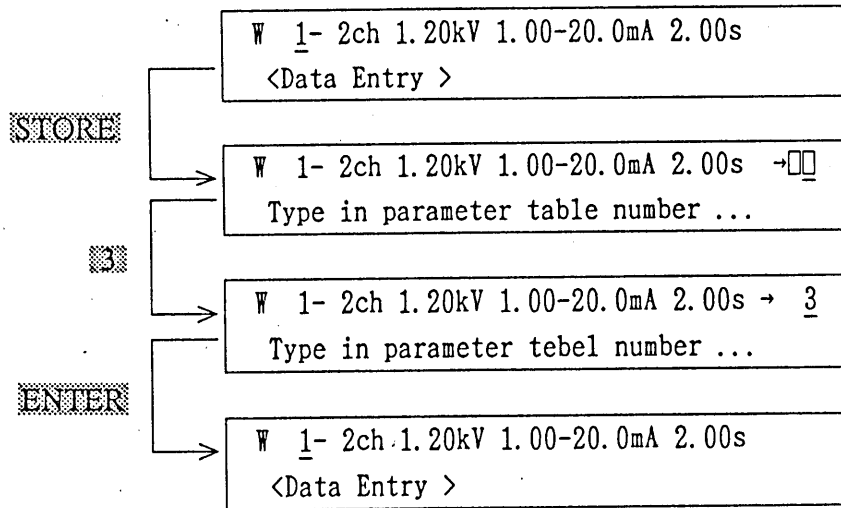 W 1- 2ch 1.20kV 1.00-20.0mA 2.00s
<Data Entry >
STORE
W 1- 2ch 1.20kV 1.00-20.0mA 2.00s →□□
Type in parameter table number ...
3
W 1- 2ch 1.20kV 1.00-20.0mA 2.00s → 3
Type in parameter tebel number ...
ENTER
W 1- 2ch 1.20kV 1.00-20.0mA 2.00s
<Data Entry >